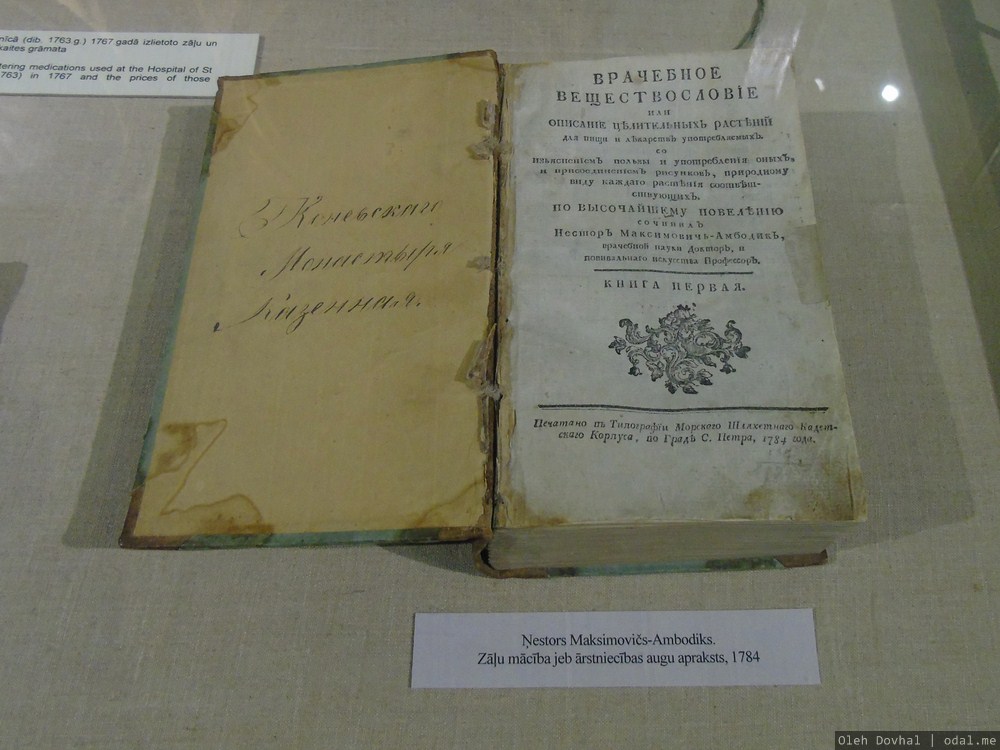 nīcā (dib. 1763.g.) 1767.gadā izlietoto zāļu un
kaites grāmata
tering medications used at the Hospital of St
763) in 1767 and the prices of those
Коневскаго
Монастыря
Казенная.
ВРАЧЕБНОЕ
ВЕЩЕСТВОСЛОВІЕ
ИЛИ
ОПИСАНІЕ ЦѢЛИТЕЛЬНЫХЪ РАСТѢНІЙ
ДЛЯ ПИЩИ И ЛѢКАРСТВЪ УПОТРЕБЛЯЕМЫХЪ.
СО
изъясненіемъ пользы и употребленія оныхъ,
и присоединеніемъ рисунковъ, природному
виду каждаго растѣнія соотвѣт-
ствующихъ.
ПО ВЫСОЧАЙШЕМУ ПОВЕЛѢНІЮ
сочинилъ
Несторъ Максимовичъ-Амбодикъ,
врачебной науки Докторъ, и
повивальнаго искусства Профессоръ.
КНИГА ПЕРВАЯ.
Печатано въ Типографіи Морскаго Шляхетнаго Кадет-
скаго Корпуса, во Градѣ С. Петра, 1784 года.
Ņestors Maksimovičs-Ambodiks.
Zāļu mācība jeb ārstniecības augu apraksts, 1784
Oleh Dovhal | odal.me